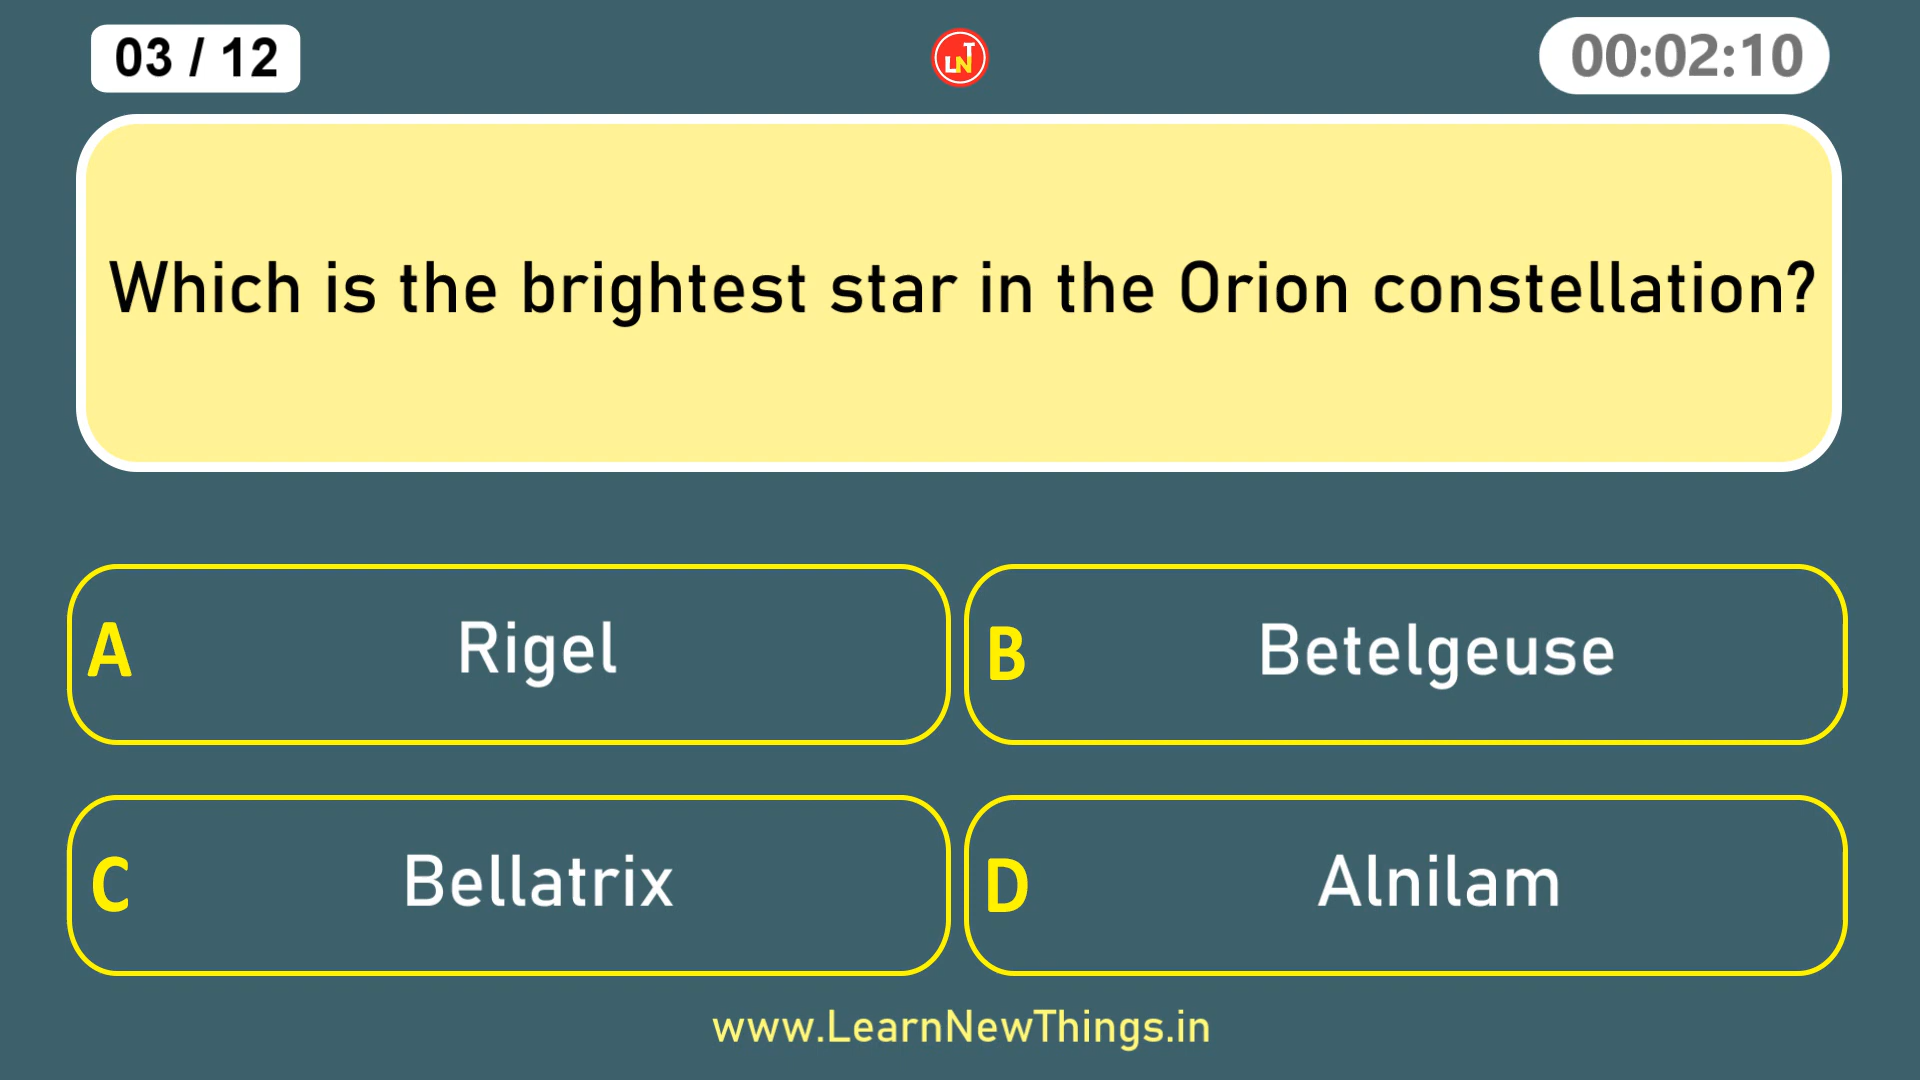 03 / 12
LNT
00:02:10
Which is the brightest star in the Orion constellation?
A Rigel
B Betelgeuse
C Bellatrix
D Alnilam
www.LearnNewThings.in